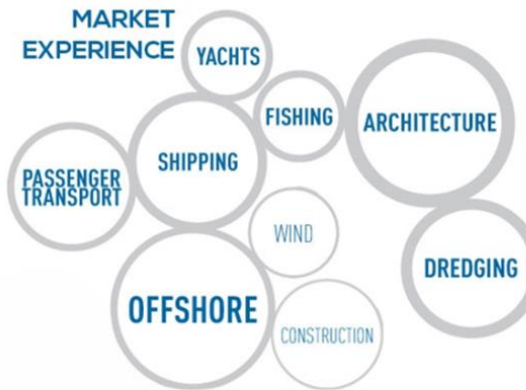 MARKET
EXPERIENCE
YACHTS
FISHING
ARCHITECTURE
SHIPPING
PASSENGER
TRANSPORT
WIND
DREDGING
OFFSHORE
CONSTRUCTION